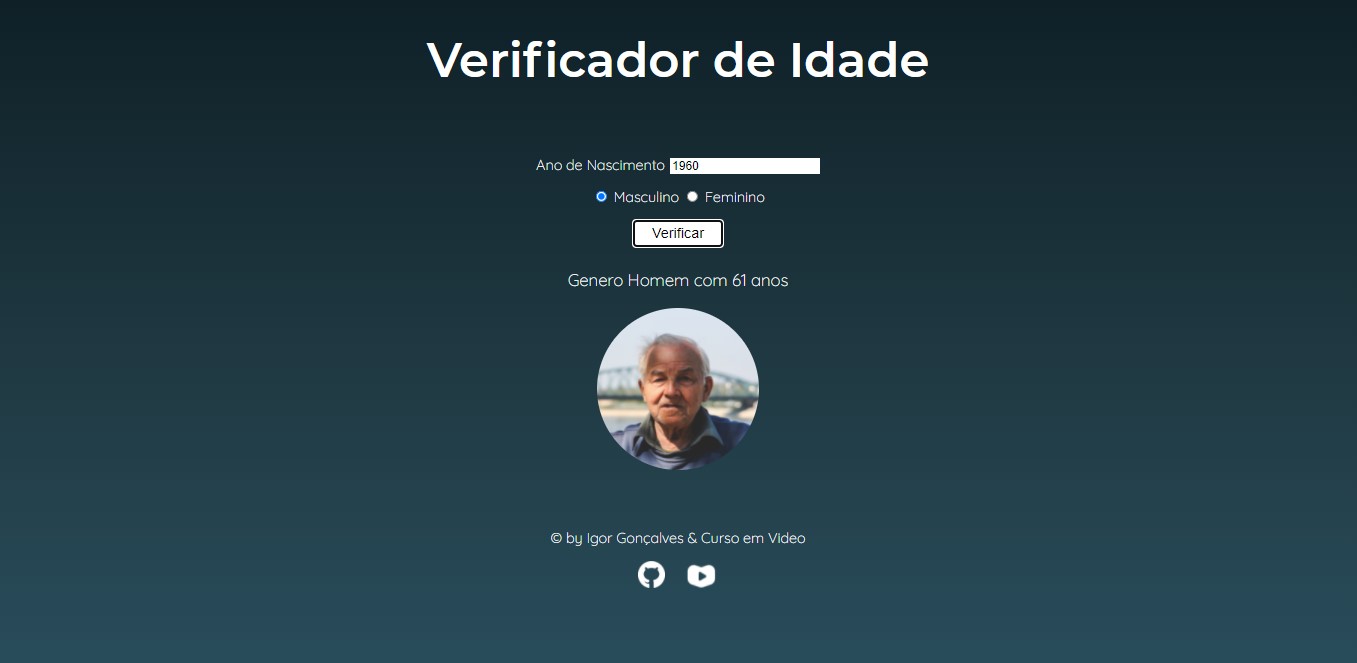 Verificador de Idade
Ano de Nascimento 1960
Masculino Feminino
Verificar
Genero Homem com 61 anos
© by Igor Gonçalves & Curso em Video